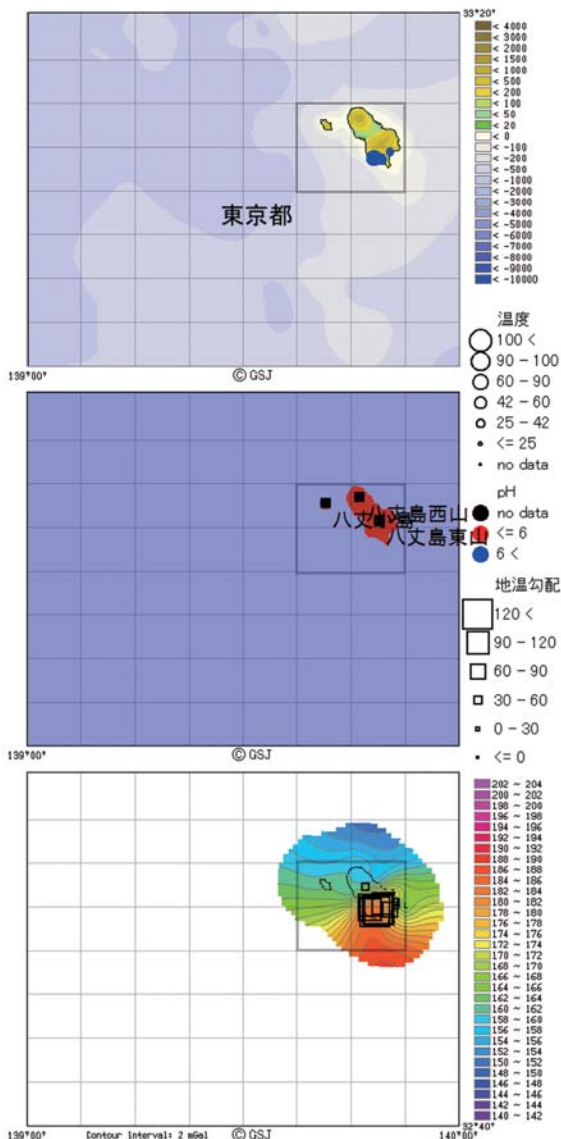 33°20'
< 4000
< 3000
< 2000
< 1500
< 1000
< 500
< 200
< 100
< 50
< 20
< 0
< -100
< -200
< -500
< -1000
< -2000
< -3000
< -4000
< -5000
< -6000
< -7000
< -8000
< -9000
< -10000
東京都
139°00'
© GSJ
温度
100 <
90 - 100
60 - 90
42 - 60
25 - 42
<= 25
no data
pH
no data
<= 6
6 <
八丈島西山
八丈島東山
139°00'
© GSJ
地温勾配
120 <
90 - 120
60 - 90
30 - 60
0 - 30
<= 0
202 ~ 204
200 ~ 202
198 ~ 200
196 ~ 198
194 ~ 196
192 ~ 194
190 ~ 192
188 ~ 190
186 ~ 188
184 ~ 186
182 ~ 184
180 ~ 182
178 ~ 180
176 ~ 178
174 ~ 176
172 ~ 174
170 ~ 172
168 ~ 170
166 ~ 168
164 ~ 166
162 ~ 164
160 ~ 162
158 ~ 160
156 ~ 158
154 ~ 156
152 ~ 154
150 ~ 152
148 ~ 150
146 ~ 148
144 ~ 146
142 ~ 144
140 ~ 142
32°40'
139°00'
Contour Interval: 2 mGal
© GSJ
140°00'